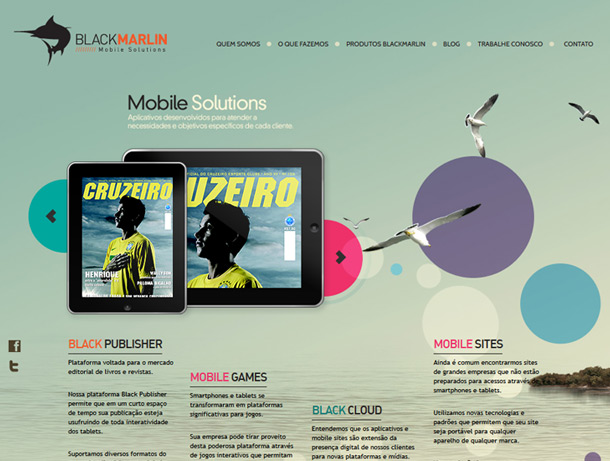 BLACKMARLIN
Mobile Solutions
QUEM SOMOS
O QUE FAZEMOS
PRODUTOS BLACKMARLIN
BLOG
TRABALHE CONOSCO
CONTATO
Mobile Solutions
Aplicativos desenvolvidos para atender a
necessidades e objetivos específicos de cada cliente.
CRUZEIRO
HENRIQUE
UZEIRO
BLACK PUBLISHER
Plataforma voltada para o mercado
editorial de livros e revistas.
Nossa plataforma Black Publisher
permite que em um curto espaço
de tempo sua publicação esteja
usufruindo de toda interatividade
dos tablets.
Suportamos diversos formatos do
MOBILE GAMES
Smartphones e tablets se
transformaram em plataformas
significativas para jogos.
Sua empresa pode tirar proveito
desta poderosa plataforma através
de jogos interativos que permitam
BLACK CLOUD
Entendemos que os aplicativos e
mobile sites são extensão da
presença digital de nossos clientes
para novas plataformas e mídias.
MOBILE SITES
Ainda é comum encontrarmos sites
de grandes empresas que não estão
preparados para acessos através de
smartphones e tablets.
Utilizamos novas tecnologias e
padrões que permitem que seu site
seja portável para qualquer
aparelho de qualquer marca.